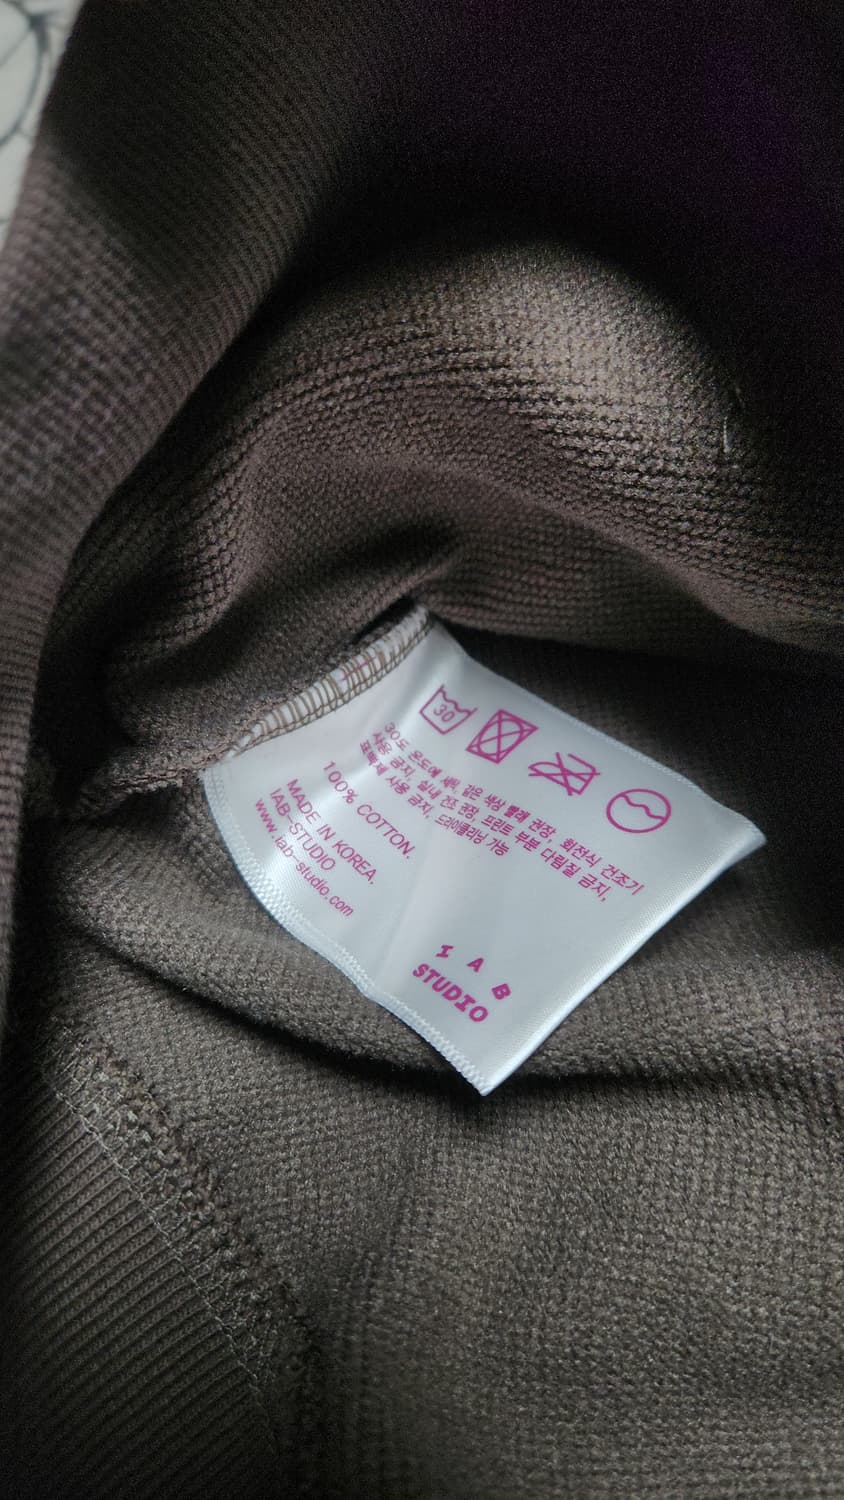 30
30도 온도에 세탁, 같은 색상 빨래 권장, 회전식 건조기
사용 금지, 실내 건조 권장, 프린트 부분 다림질 금지,
표백제 사용 금지, 드라이클리닝 가능
100% COTTON.
MADE IN KOREA.
IAB-STUDIO
www.iab-studio.com
IAB
STUDIO